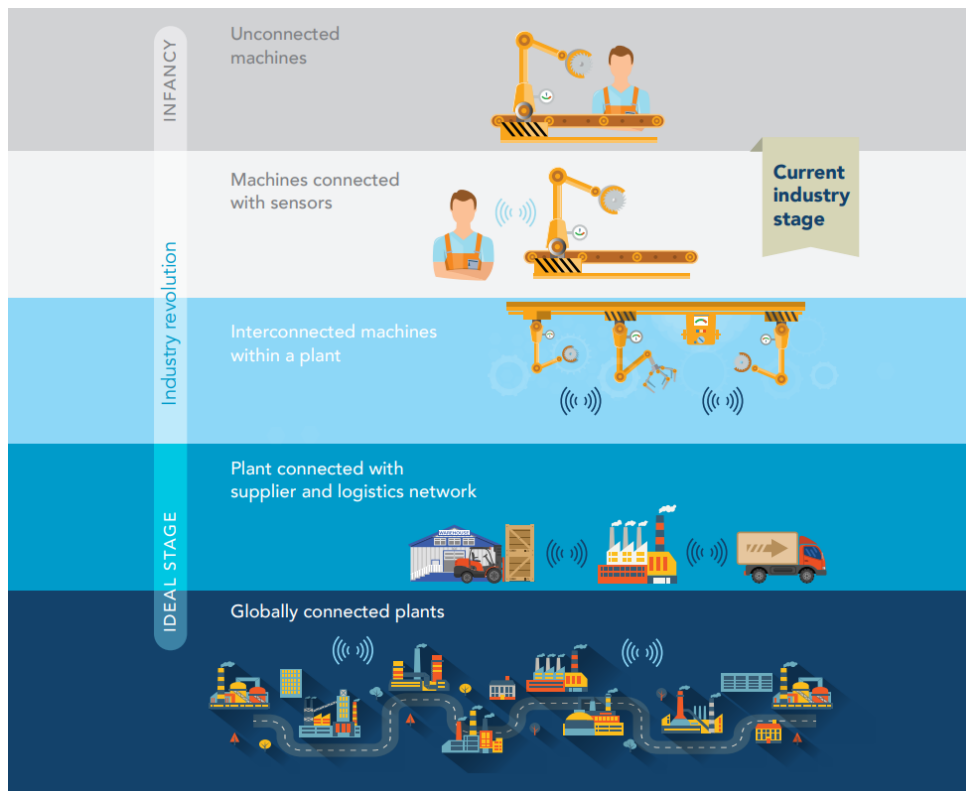 INFANCY
Industry revolution
IDEAL STAGE
Unconnected
machines
Machines connected
with sensors
Current
industry
stage
Interconnected machines
within a plant
Plant connected with
supplier and logistics network
WAREHOUSE
Globally connected plants